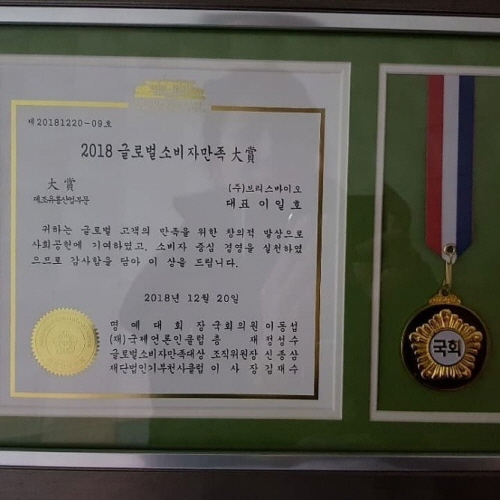 제20181220-09호
2018 글로벌소비자만족 大賞
大賞
제조유통산업부문
(주)브리스바이오
대표 이일호
귀하는 글로벌 고객의 만족을 위한 창의적 발상으로
사회공헌에 기여하였고, 소비자 중심 경영을 실천하였
으므로 감사함을 담아 이 상을 드립니다.
2018년 12월 20일
명예대회장 국회의원 이동섭
(재)국제언론인클럽 총 재 전성수
글로벌소비자만족대상 조직위원장 신종상
재단법인기부천사클럽 이 사 장 김재수
국회